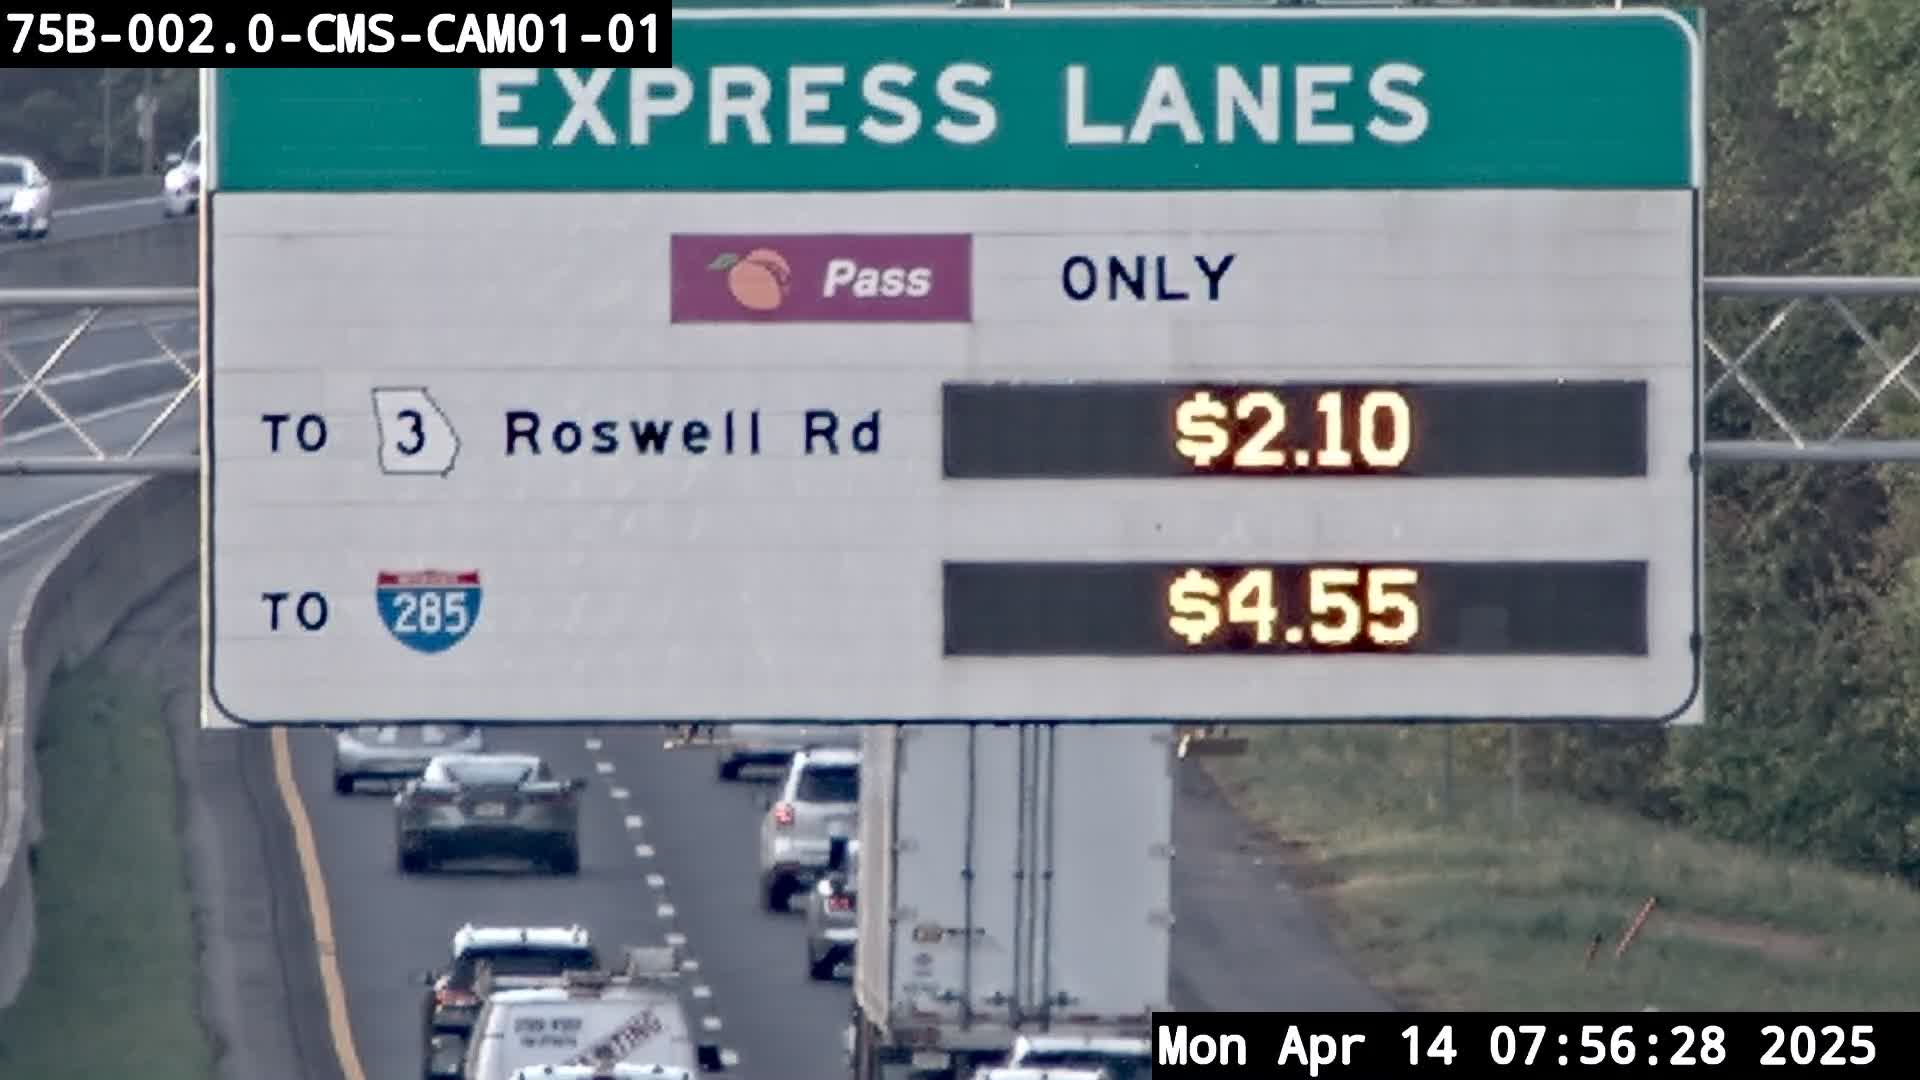 75B-002.0-CMS-CAM01-01
EXPRESS LANES
Pass ONLY
TO 3 Roswell Rd $2.10
TO 285 $4.55
Mon Apr 14 07:56:28 2025